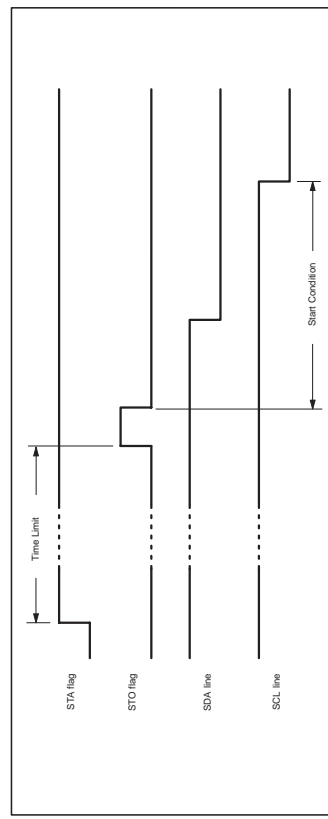 Time Limit
STA flag
STO flag
SDA line
SCL line
Start Condition